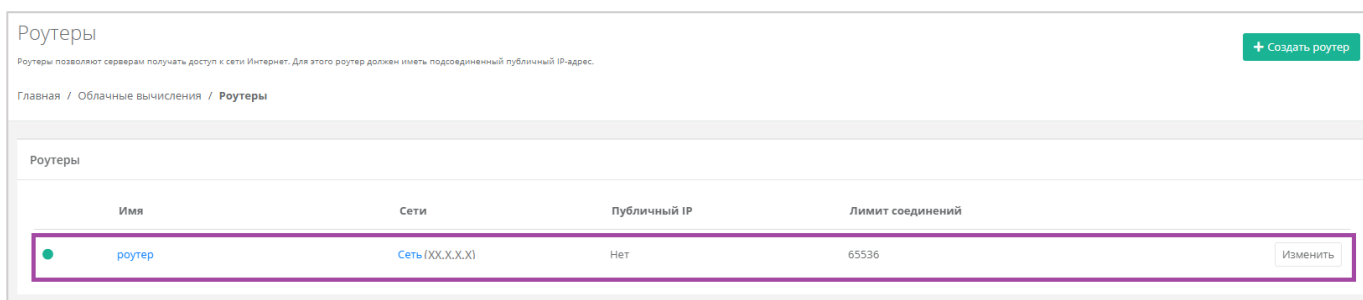 Роутеры
+ Создать роутер
Роутеры позволяют серверам получать доступ к сети Интернет. Для этого роутер должен иметь подсоединенный публичный IP-адрес.
Главная / Облачные вычисления / Роутеры
Роутеры
Имя Сети Публичный IP Лимит соединений
роутер Сеть (XX.X.X.X) Нет 65536 Изменить